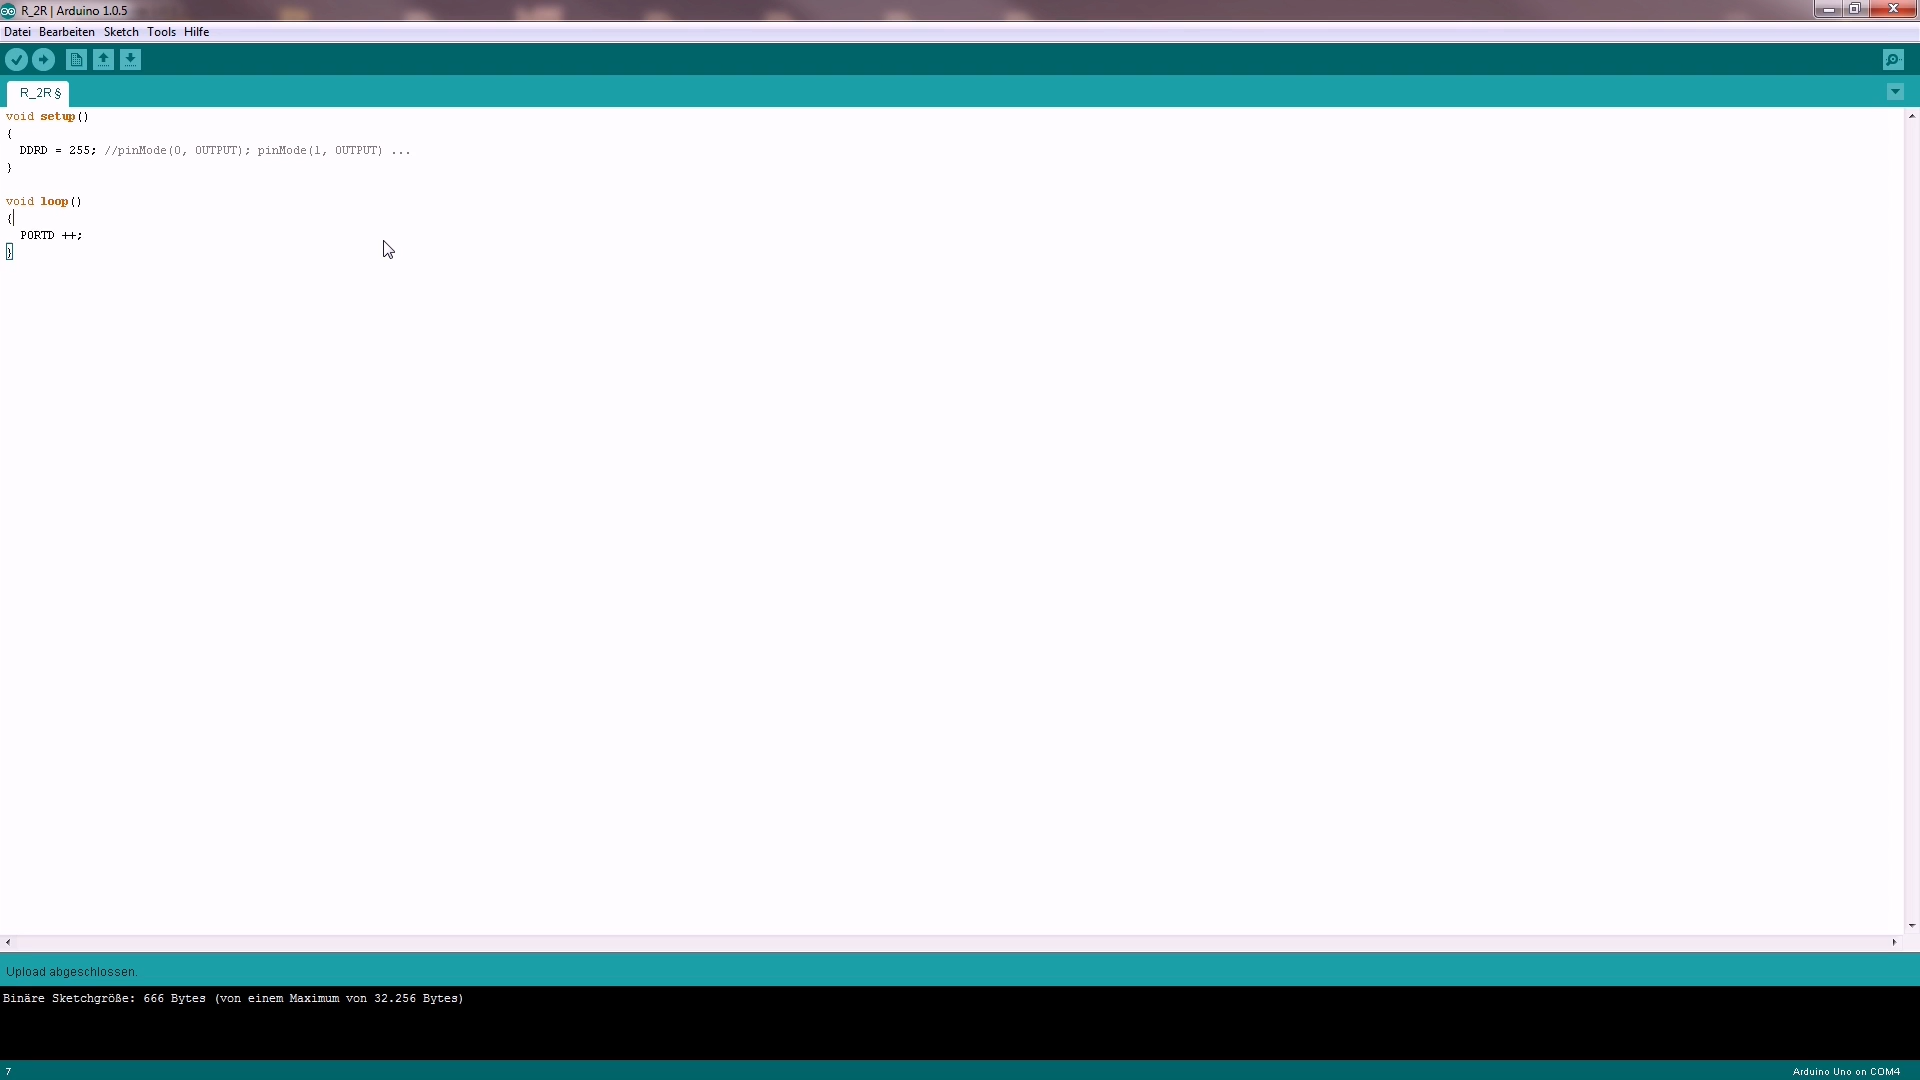 R_2R | Arduino 1.0.5
Datei Bearbeiten Sketch Tools Hilfe
R_2R §
void setup()
{
  DDRD = 255; //pinMode(0, OUTPUT); pinMode(1, OUTPUT) ...
}
void loop()
{
  PORTD ++;
}
Upload abgeschlossen.
Binäre Sketchgröße: 666 Bytes (von einem Maximum von 32.256 Bytes)
7
Arduino Uno on COM4